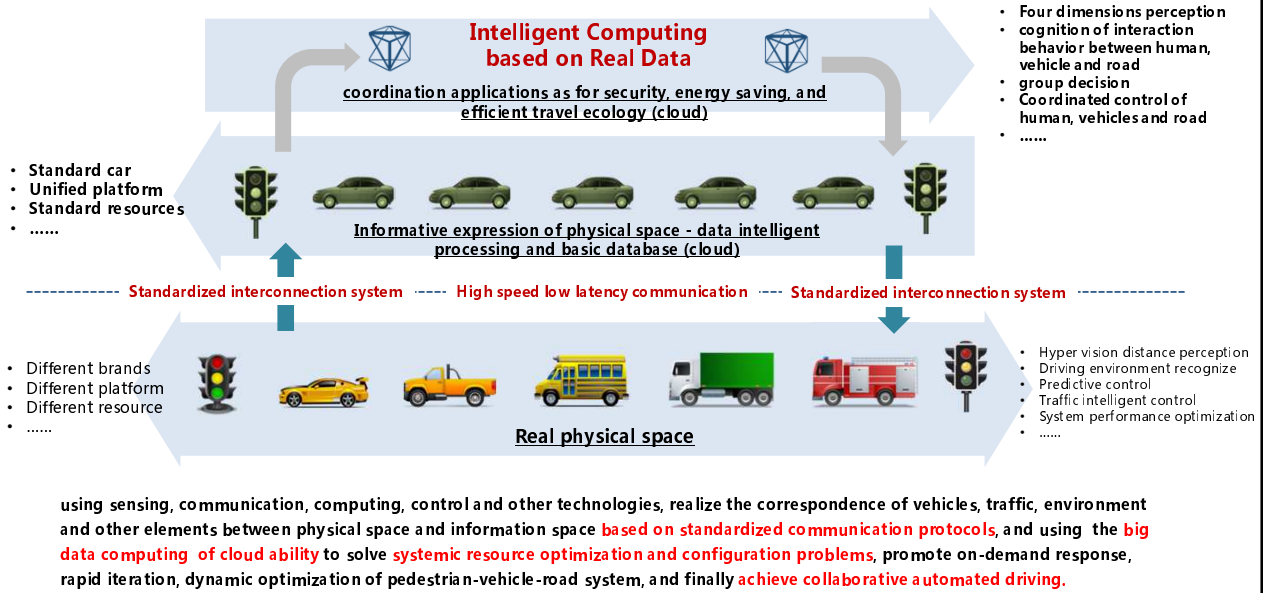 Intelligent Computing
based on Real Data
coordination applications as for security, energy saving, and
efficient travel ecology (cloud)
• Four dimensions perception
• cognition of interaction
behavior between human,
vehicle and road
• group decision
• Coordinated control of
human, vehicles and road
• ......
• Standard car
• Unified platform
• Standard resources
• ......
Informative expression of physical space - data intelligent
processing and basic database (cloud)
Standardized interconnection system
High speed low latency communication
Standardized interconnection system
• Different brands
• Different platform
• Different resource
• ......
Real physical space
• Hyper vision distance perception
• Driving environment recognize
• Predictive control
• Traffic intelligent control
• System performance optimization
• ......
using sensing, communication, computing, control and other technologies, realize the correspondence of vehicles, traffic, environment
and other elements between physical space and information space based on standardized communication protocols, and using the big
data computing of cloud ability to solve systemic resource optimization and configuration problems, promote on-demand response,
rapid iteration, dynamic optimization of pedestrian-vehicle-road system, and finally achieve collaborative automated driving.